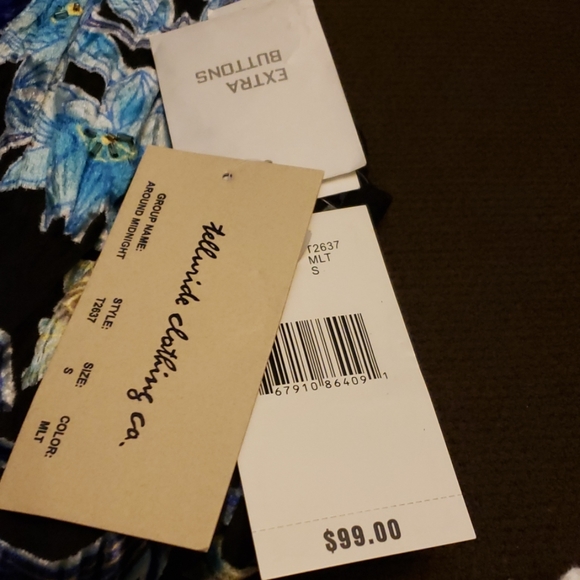 EXTRA
BUTTONS
telluride clothing co.
GROUP NAME:
AROUND MIDNIGHT
STYLE:
T2637
SIZE:
S
COLOR:
MLT
T2637
MLT
S
67910 86409 1
$99.00